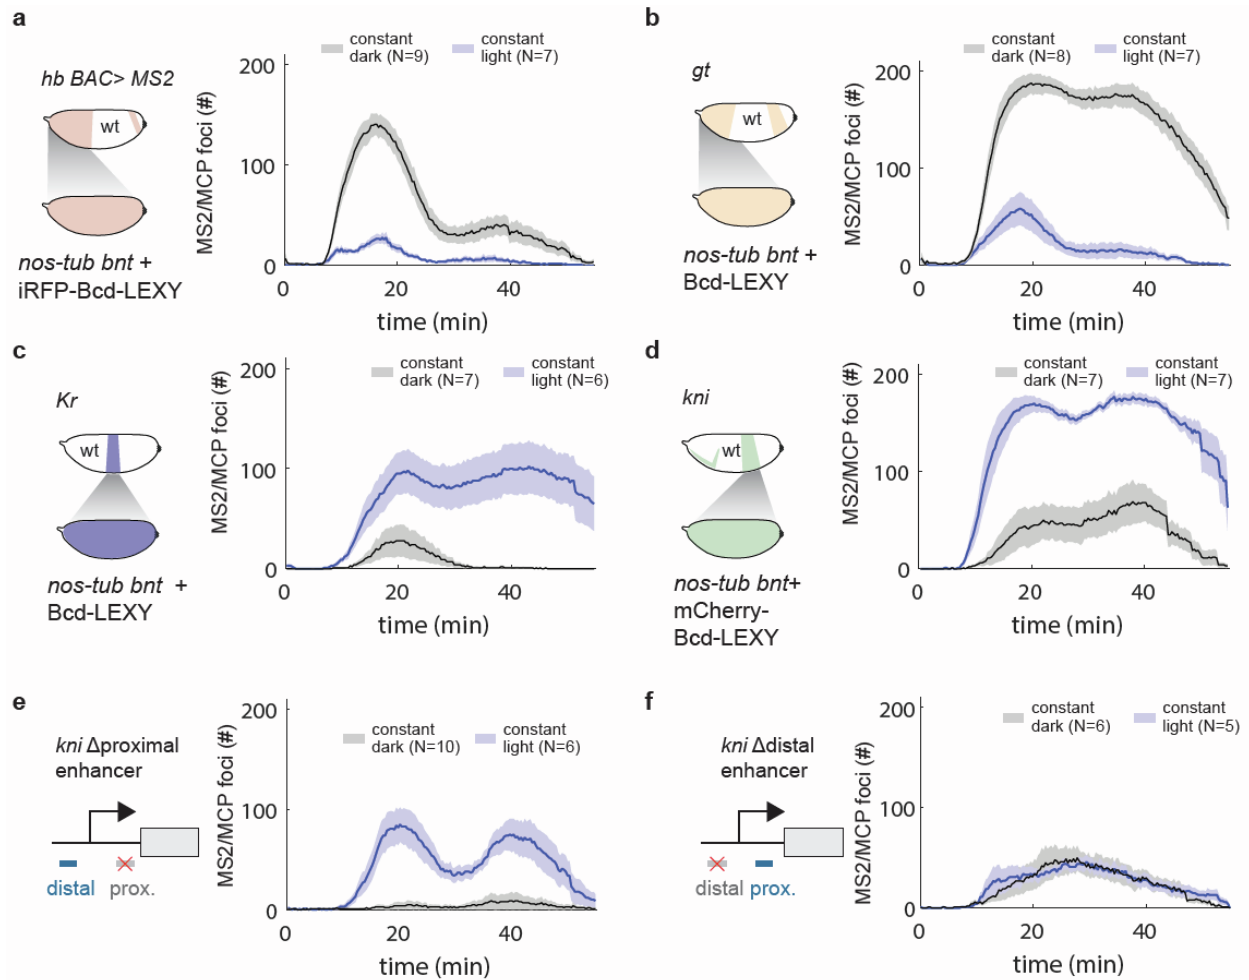 a
hb BAC> MS2
wt
nos-tub bnt +
iRFP-Bcd-LEXY
constant dark (N=9)
constant light (N=7)
MS2/MCP foci (#)
200
100
0
0 20 40
time (min)
b
gt
wt
nos-tub bnt +
Bcd-LEXY
constant dark (N=8)
constant light (N=7)
MS2/MCP foci (#)
200
100
0
0 20 40
time (min)
c
Kr
wt
nos-tub bnt +
Bcd-LEXY
constant dark (N=7)
constant light (N=6)
MS2/MCP foci (#)
200
100
0
0 20 40
time (min)
d
kni
wt
nos-tub bnt+
mCherry-
Bcd-LEXY
constant dark (N=7)
constant light (N=7)
MS2/MCP foci (#)
200
100
0
0 20 40
time (min)
e
kni Δproximal
enhancer
distal prox.
constant dark (N=10)
constant light (N=6)
MS2/MCP foci (#)
200
100
0
0 20 40
time (min)
f
kni Δdistal
enhancer
distal prox.
constant dark (N=6)
constant light (N=5)
MS2/MCP foci (#)
200
100
0
0 20 40
time (min)